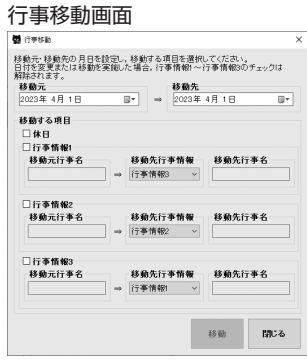 行事移動画面
行事移動
移動元・移動先の月日を設定し、移動する項目を選択してください。
日付を変更または移動を実施した場合，行事情報1～行事情報3のチェックは
解除されます。
移動元 移動先
2023年 4月 1日 ⇒ 2023年 4月 1日
移動する項目
休日
行事情報1
移動元行事名 移動先行事情報 移動先行事名
⇒ 行事情報3
行事情報2
移動元行事名 移動先行事情報 移動先行事名
⇒ 行事情報2
行事情報3
移動元行事名 移動先行事情報 移動先行事名
⇒ 行事情報1
移動 閉じる